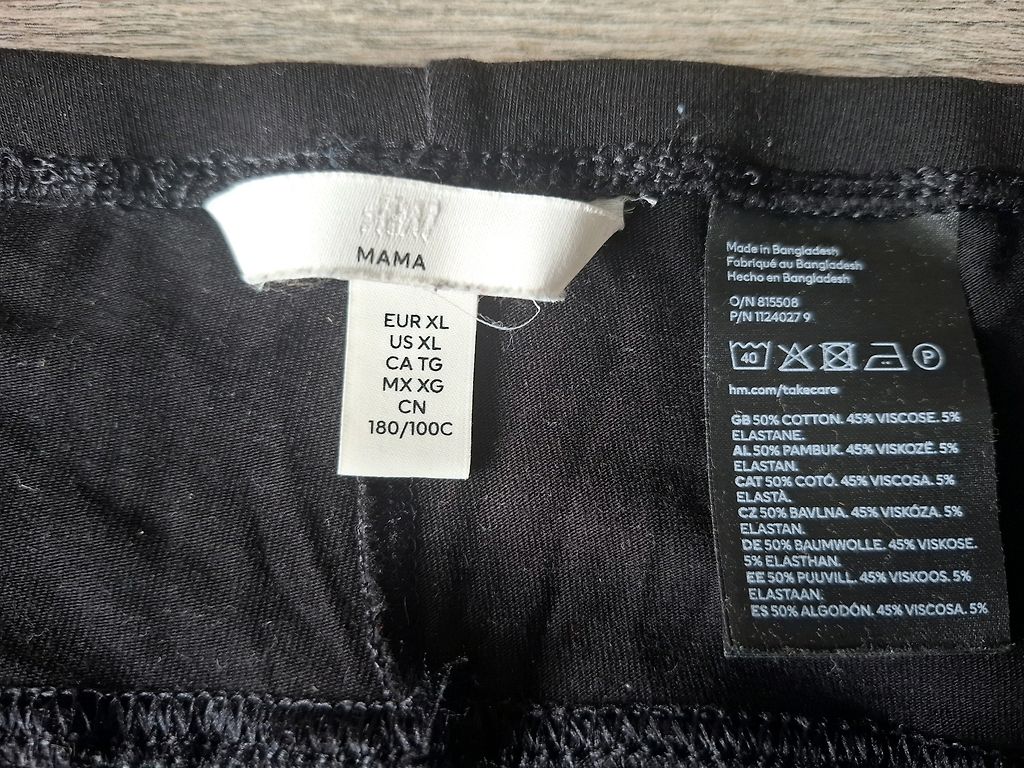 MAMA
EUR XL
US XL
CA TG
MX XG
CN
180/100C
Made in Bangladesh
Fabriqué au Bangladesh
Hecho en Bangladesh
O/N 815508
P/N 1124027 9
40 P
hm.com/takecare
GB 50% COTTON. 45% VISCOSE. 5%
ELASTANE.
AL 50% PAMBUK. 45% VISKOZË. 5%
ELASTAN.
CAT 50% COTÓ. 45% VISCOSA. 5%
ELASTÀ.
CZ 50% BAVLNA. 45% VISKÓZA. 5%
ELASTAN.
DE 50% BAUMWOLLE. 45% VISKOSE.
5% ELASTHAN.
EE 50% PUUVILL. 45% VISKOOS. 5%
ELASTAAN.
ES 50% ALGODÓN. 45% VISCOSA. 5%